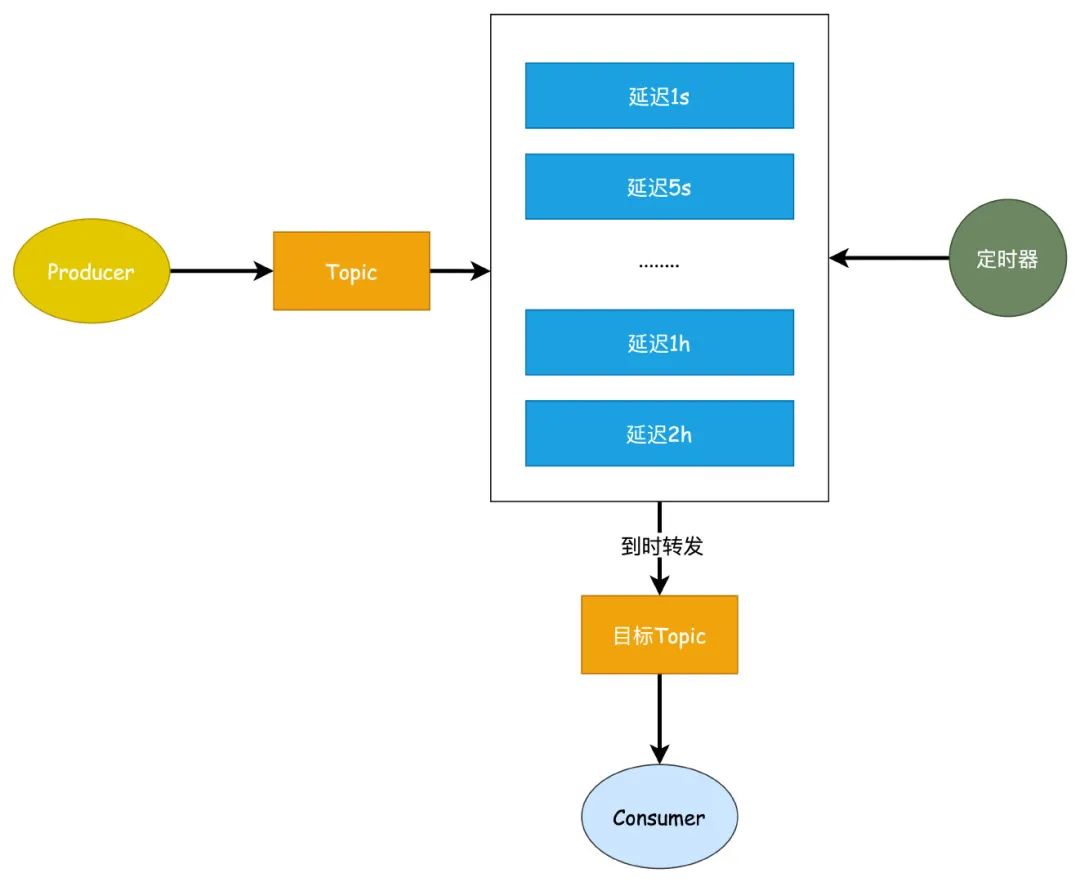 延迟1s
延迟5s
Producer
Topic
........
定时器
延迟1h
延迟2h
到时转发
目标Topic
Consumer